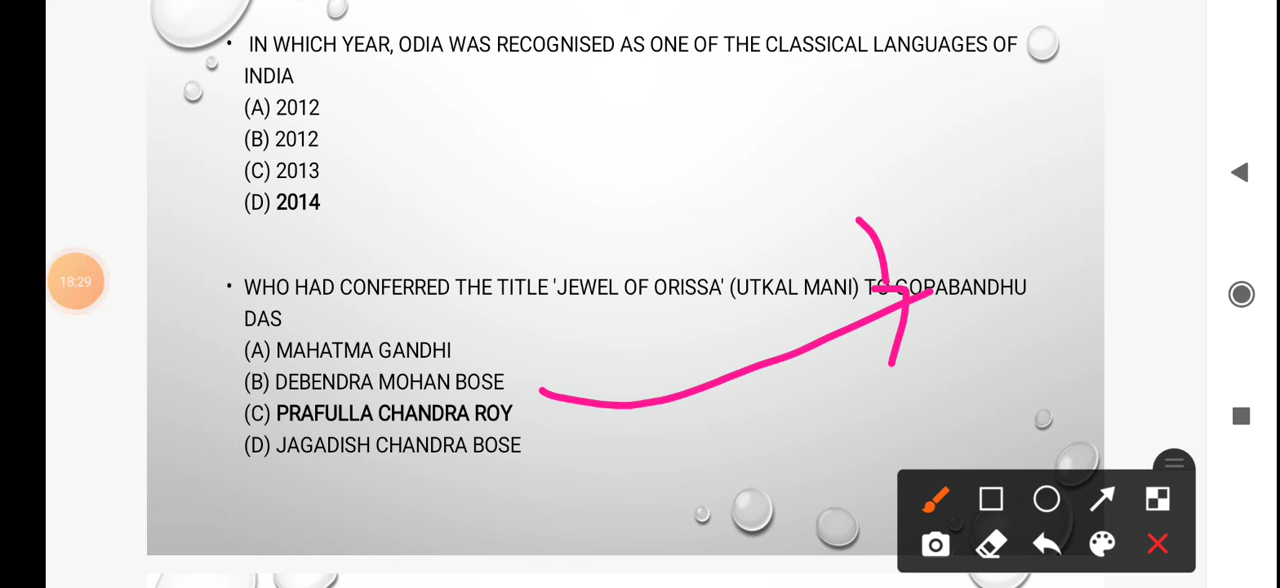 • IN WHICH YEAR, ODIA WAS RECOGNISED AS ONE OF THE CLASSICAL LANGUAGES OF
INDIA
(A) 2012
(B) 2012
(C) 2013
(D) 2014
18:29
• WHO HAD CONFERRED THE TITLE 'JEWEL OF ORISSA' (UTKAL MANI) TO GOPABANDHU
DAS
(A) MAHATMA GANDHI
(B) DEBENDRA MOHAN BOSE
(C) PRAFULLA CHANDRA ROY
(D) JAGADISH CHANDRA BOSE